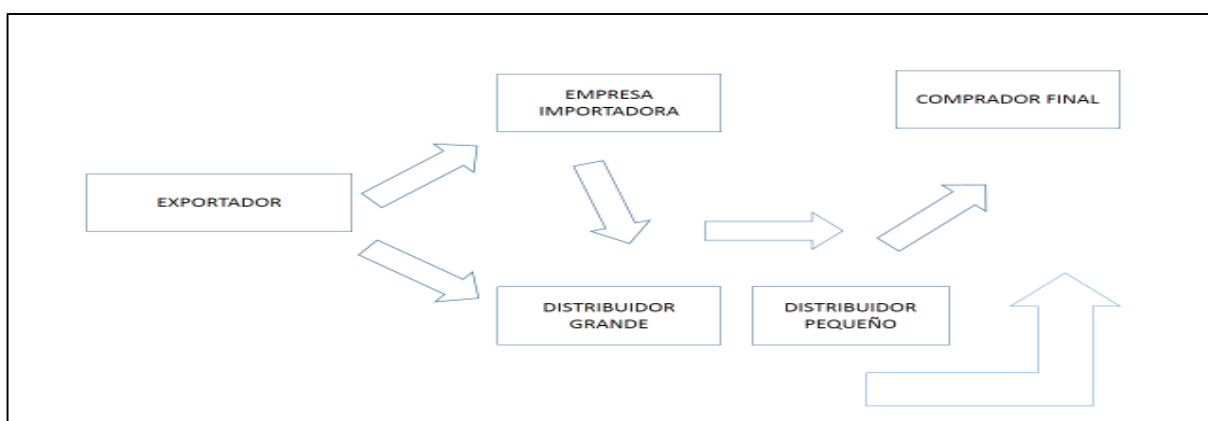 EMPRESA
IMPORTADORA
COMPRADOR FINAL
EXPORTADOR
DISTRIBUIDOR
GRANDE
DISTRIBUIDOR
PEQUEÑO